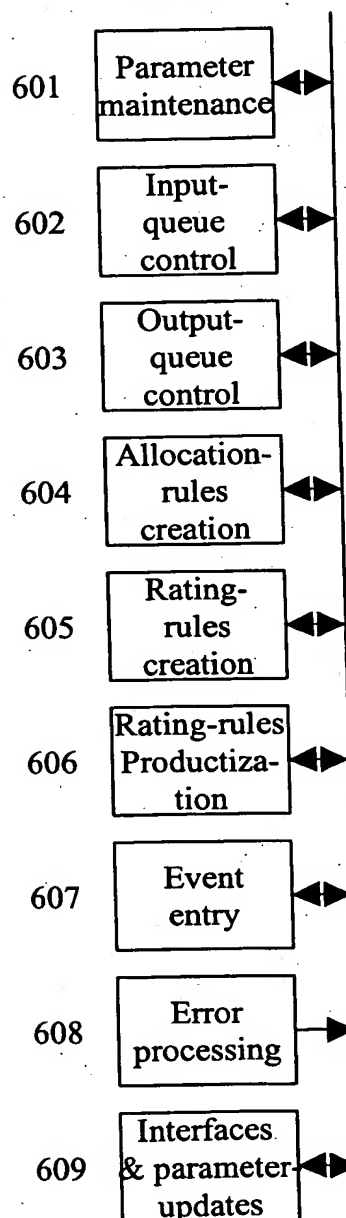 601
Parameter
maintenance
602
Input-
queue
control
603
Output-
queue
control
604
Allocation-
rules
creation
605
Rating-
rules
creation
606
Rating-rules
Productiza-
tion
607
Event
entry
608
Error
processing
609
Interfaces
& parameter-
updates